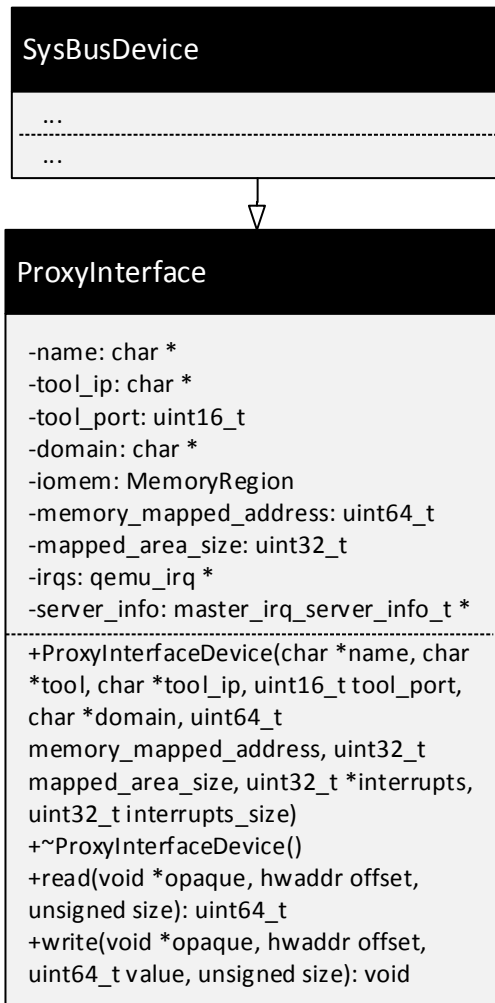 SysBusDevice
...
...
ProxyInterface
-name: char *
-tool_ip: char *
-tool_port: uint16_t
-domain: char *
-iomem: MemoryRegion
-memory_mapped_address: uint64_t
-mapped_area_size: uint32_t
-irqs: qemu_irq *
-server_info: master_irq_server_info_t *
+ProxyInterfaceDevice(char *name, char
*tool, char *tool_ip, uint16_t tool_port,
char *domain, uint64_t
memory_mapped_address, uint32_t
mapped_area_size, uint32_t *interrupts,
uint32_t interrupts_size)
+~ProxyInterfaceDevice()
+read(void *opaque, hwaddr offset,
unsigned size): uint64_t
+write(void *opaque, hwaddr offset,
uint64_t value, unsigned size): void